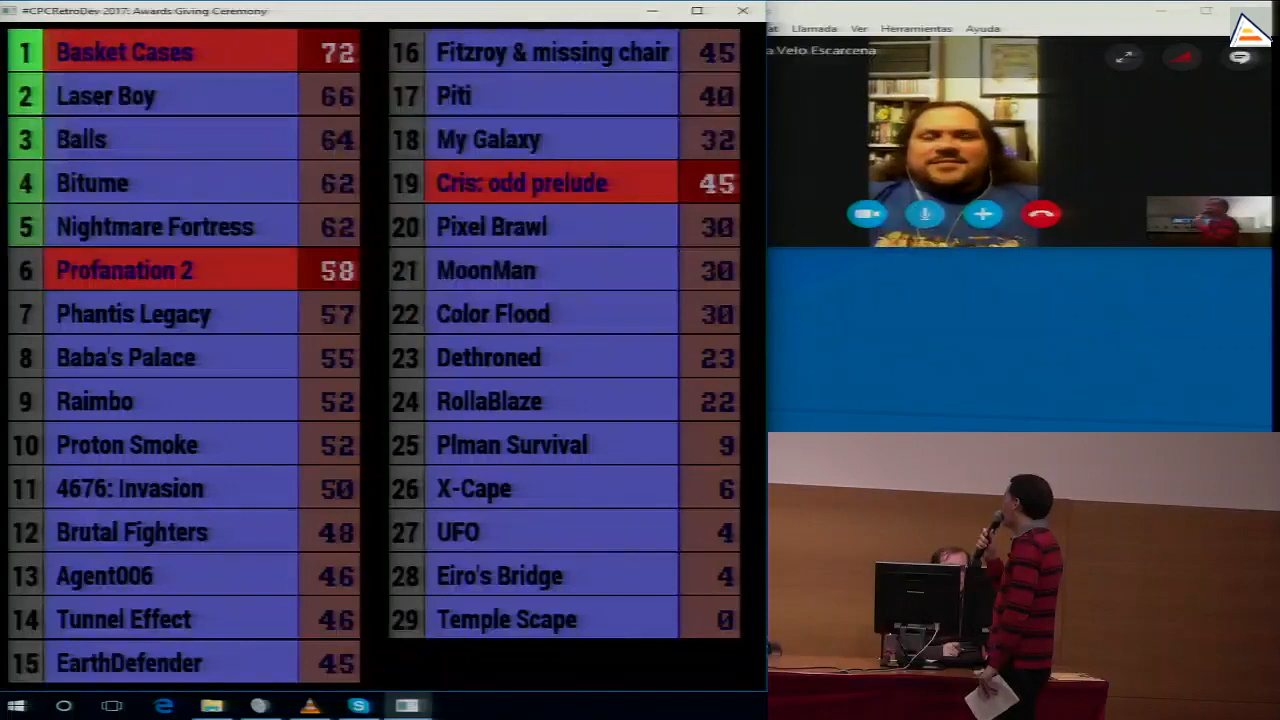 #CPCRetroDev 2017: Awards Giving Ceremony
1 Basket Cases 72
2 Laser Boy 66
3 Balls 64
4 Bitume 62
5 Nightmare Fortress 62
6 Profanation 2 58
7 Phantis Legacy 57
8 Baba's Palace 55
9 Raimbo 52
10 Proton Smoke 52
11 4676: Invasion 50
12 Brutal Fighters 48
13 Agent006 46
14 Tunnel Effect 46
15 EarthDefender 45
16 Fitzroy & missing chair 45
17 Piti 40
18 My Galaxy 32
19 Cris: odd prelude 45
20 Pixel Brawl 30
21 MoonMan 30
22 Color Flood 30
23 Dethroned 23
24 RollaBlaze 22
25 Plman Survival 9
26 X-Cape 6
27 UFO 4
28 Eiro's Bridge 4
29 Temple Scape 0
at Llamada Ver Herramientas Ayuda
a Velo Escarcena